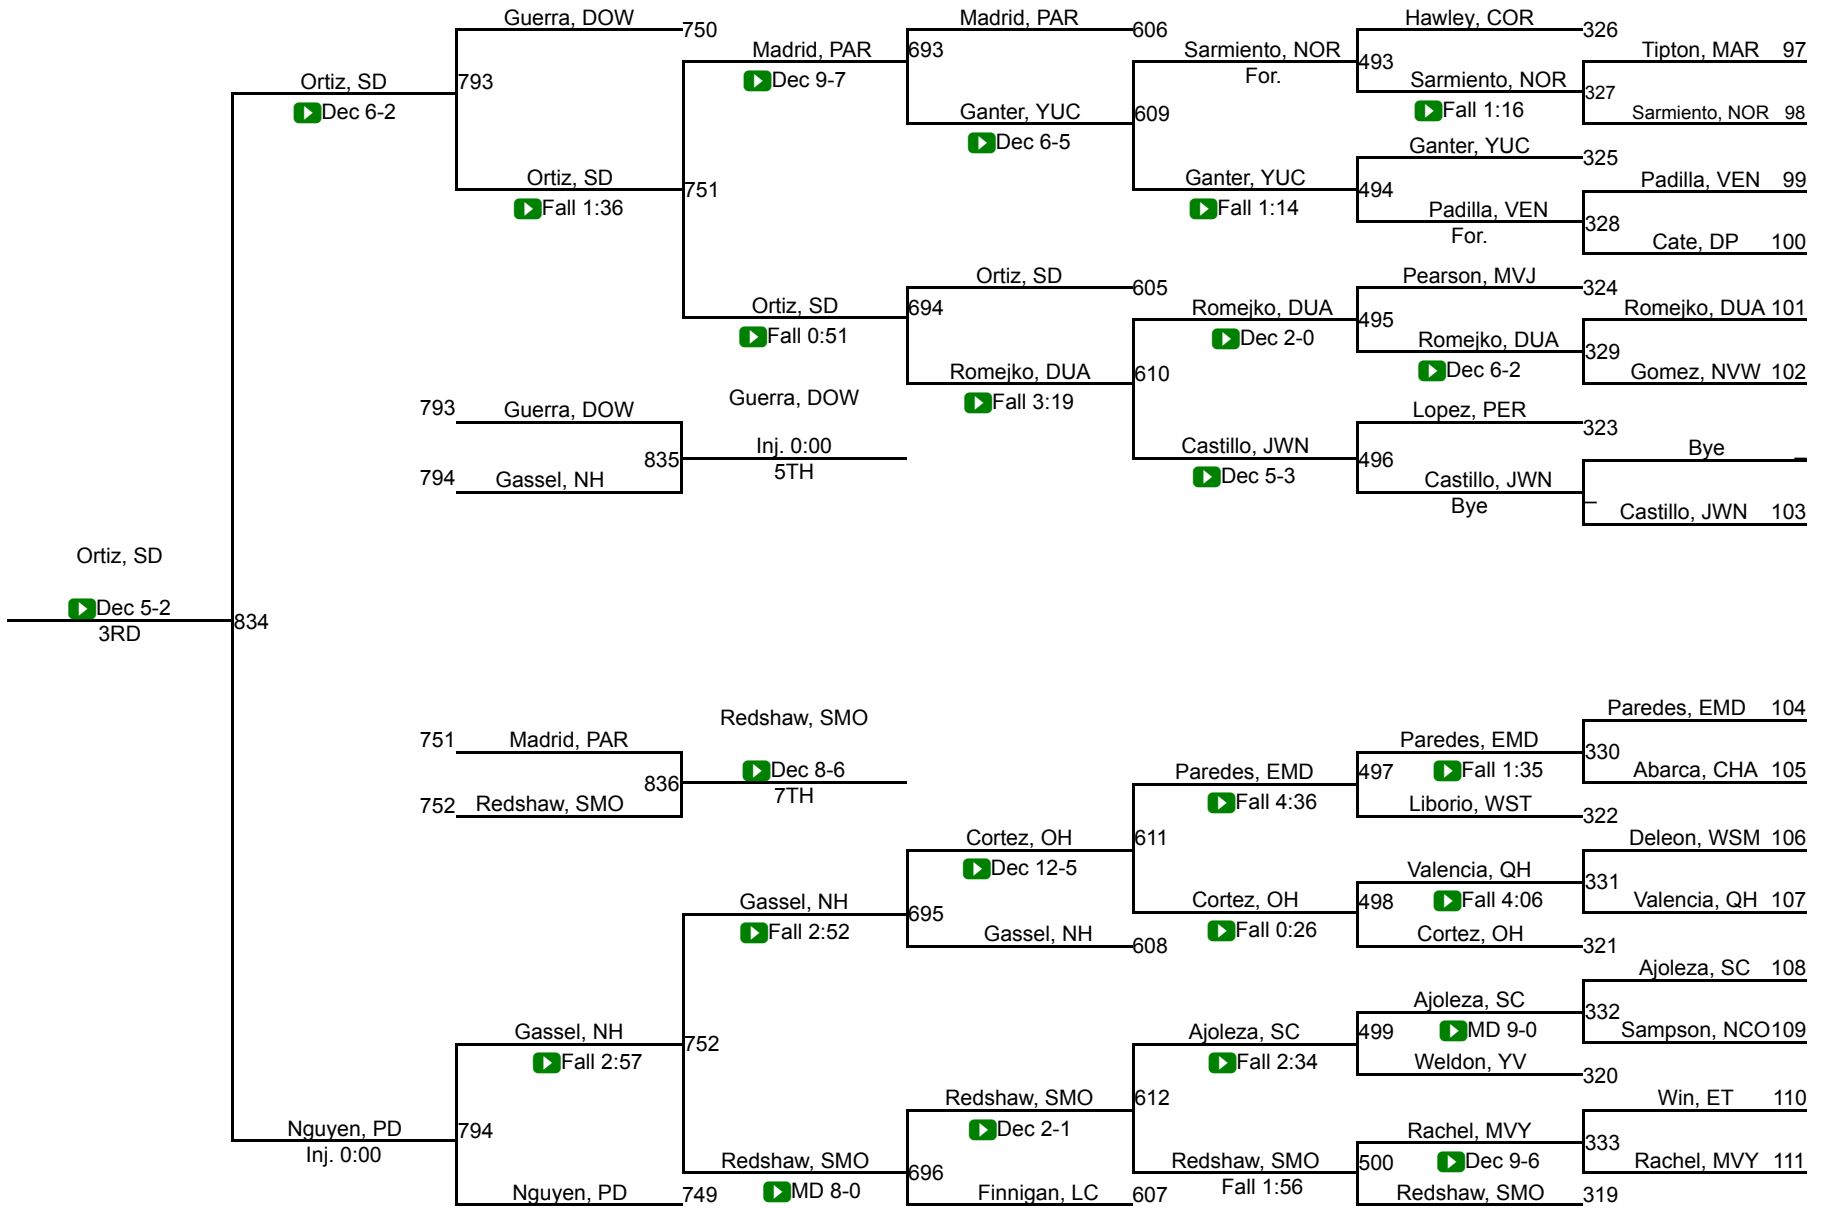 Guerra, DOW
750
Madrid, PAR
606
Hawley, COR
326
Madrid, PAR
693
Sarmiento, NOR
Tipton, MAR 97
Ortiz, SD
793
Dec 9-7
For.
493
Sarmiento, NOR
327
Dec 6-2
Ganter, YUC
609
Fall 1:16
Sarmiento, NOR 98
Dec 6-5
Ganter, YUC
325
Ortiz, SD
751
Ganter, YUC
494
Padilla, VEN 99
Fall 1:36
Fall 1:14
Padilla, VEN
328
For.
Cate, DP 100
Ortiz, SD
605
Pearson, MVJ
324
Ortiz, SD
694
Romejko, DUA
495
Romejko, DUA 101
Fall 0:51
Dec 2-0
Romejko, DUA
329
Romejko, DUA
610
Dec 6-2
Gomez, NVW 102
793
Guerra, DOW
Guerra, DOW
Fall 3:19
Lopez, PER
323
835
Inj. 0:00
Castillo, JWN
496
Bye _
794
Gassel, NH
5TH
Dec 5-3
Castillo, JWN
_
Bye
Castillo, JWN 103
Ortiz, SD
Dec 5-2
834
3RD
Redshaw, SMO
Paredes, EMD 104
751
Madrid, PAR
Paredes, EMD
330
836
Dec 8-6
Paredes, EMD
497
Fall 1:35
Abarca, CHA 105
752
Redshaw, SMO
7TH
Fall 4:36
Liborio, WST
322
Cortez, OH
611
Deleon, WSM 106
Dec 12-5
Valencia, QH
331
Gassel, NH
695
Cortez, OH
498
Fall 4:06
Valencia, QH 107
Fall 2:52
Gassel, NH
608
Fall 0:26
Cortez, OH
321
Ajoleza, SC 108
Ajoleza, SC
332
Gassel, NH
752
Ajoleza, SC
499
MD 9-0
Sampson, NCO109
Fall 2:57
Fall 2:34
Weldon, YV
320
Redshaw, SMO
612
Win, ET 110
Nguyen, PD
794
Dec 2-1
Rachel, MVY
333
Inj. 0:00
Redshaw, SMO
696
Redshaw, SMO
500
Dec 9-6
Rachel, MVY 111
Nguyen, PD
749
MD 8-0
Finnigan, LC
607
Fall 1:56
Redshaw, SMO
319